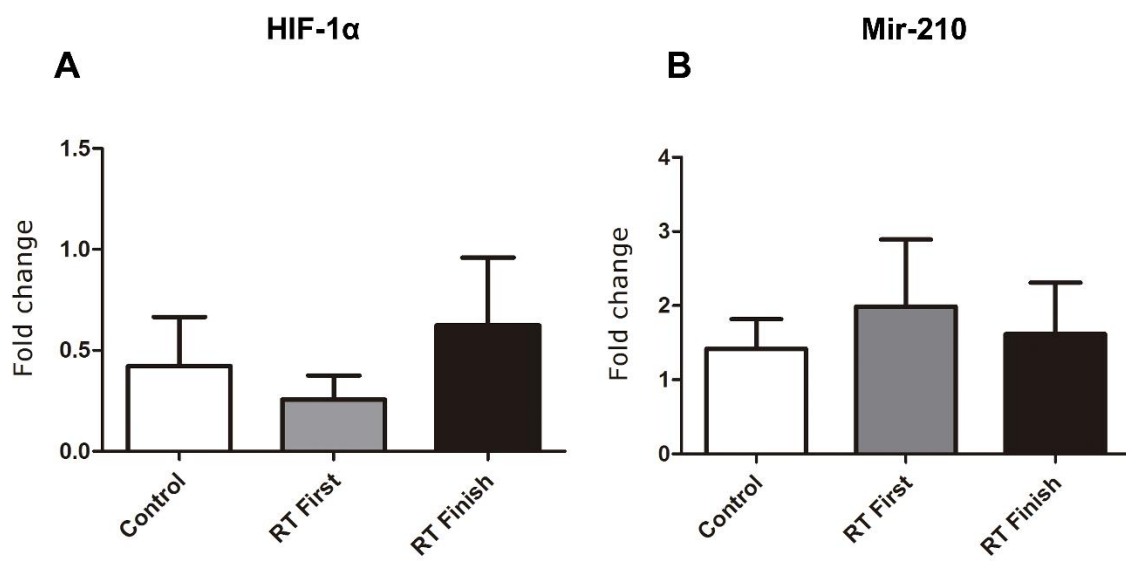 HIF-1α
A
Fold change
1.5
1.0
0.5
0.0
Control
RT First
RT Finish
Mir-210
B
Fold change
4
3
2
1
0
Control
RT First
RT Finish